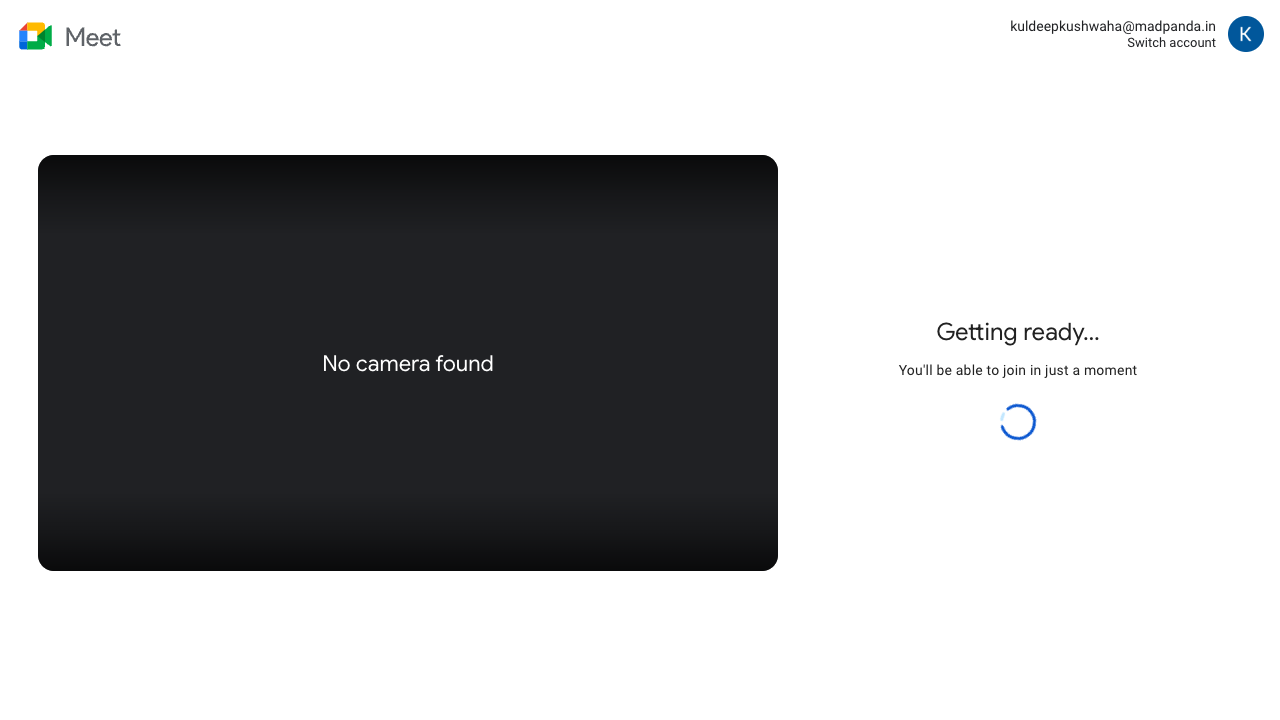 Meet
kuldeepkushwaha@madpanda.in
Switch account
K
No camera found
Getting ready...
You'll be able to join in just a moment